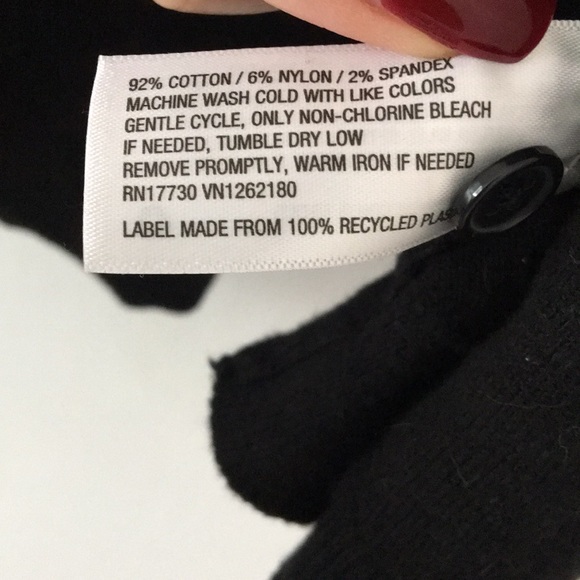 92% COTTON / 6% NYLON / 2% SPANDEX
MACHINE WASH COLD WITH LIKE COLORS
GENTLE CYCLE, ONLY NON-CHLORINE BLEACH
IF NEEDED, TUMBLE DRY LOW
REMOVE PROMPTLY, WARM IRON IF NEEDED
RN17730 VN1262180
LABEL MADE FROM 100% RECYCLED